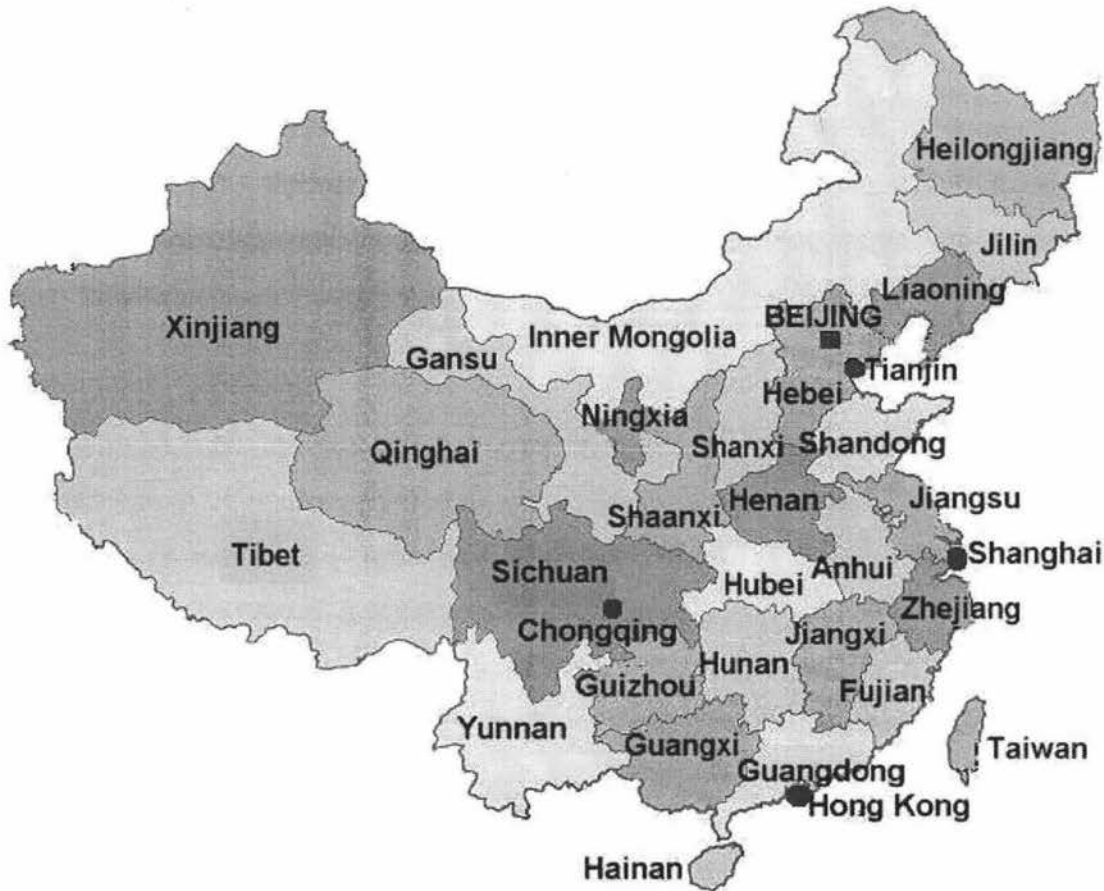 Heilongjiang
Jilin
Liaoning
Xinjiang
BEIJING
Inner Mongolia
Gansu
Tianjin
Hebei
Ningxia
Qinghai
Shanxi
Shandong
Henan
Jiangsu
Shaanxi
Tibet
Shanghai
Sichuan
Hubei
Anhui
Zhejiang
Chongqing
Jiangxi
Hunan
Guizhou
Fujian
Yunnan
Guangxi
Taiwan
Guangdong
Hong Kong
Hainan